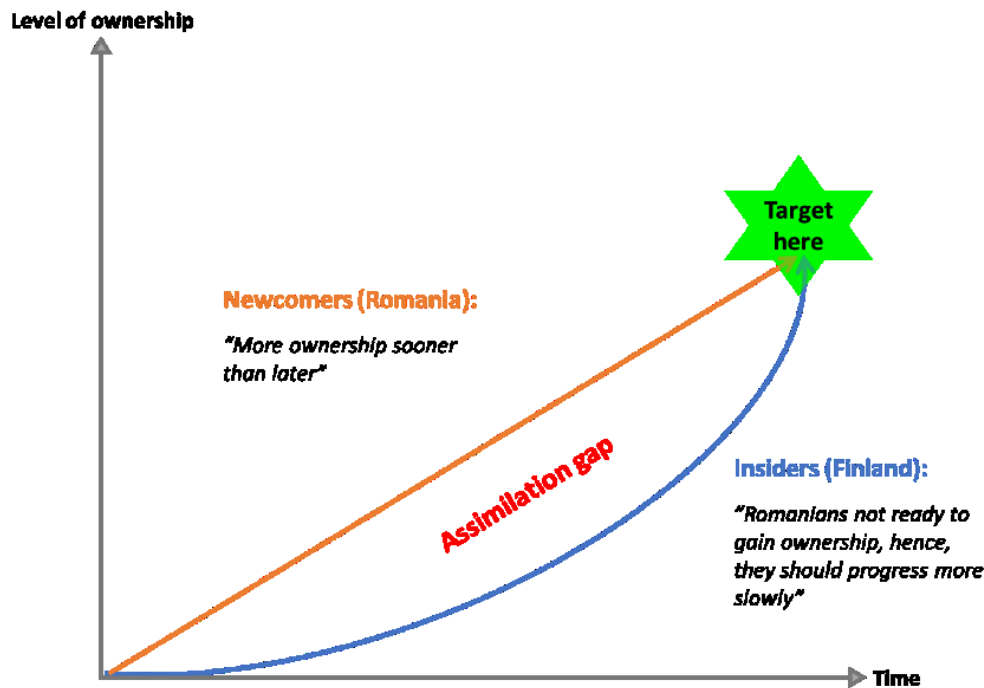 Level of ownership
Target
here
Newcomers (Romania):
"More ownership sooner
than later"
Assimilation gap
Insiders (Finland):
"Romanians not ready to
gain ownership, hence,
they should progress more
slowly"
Time